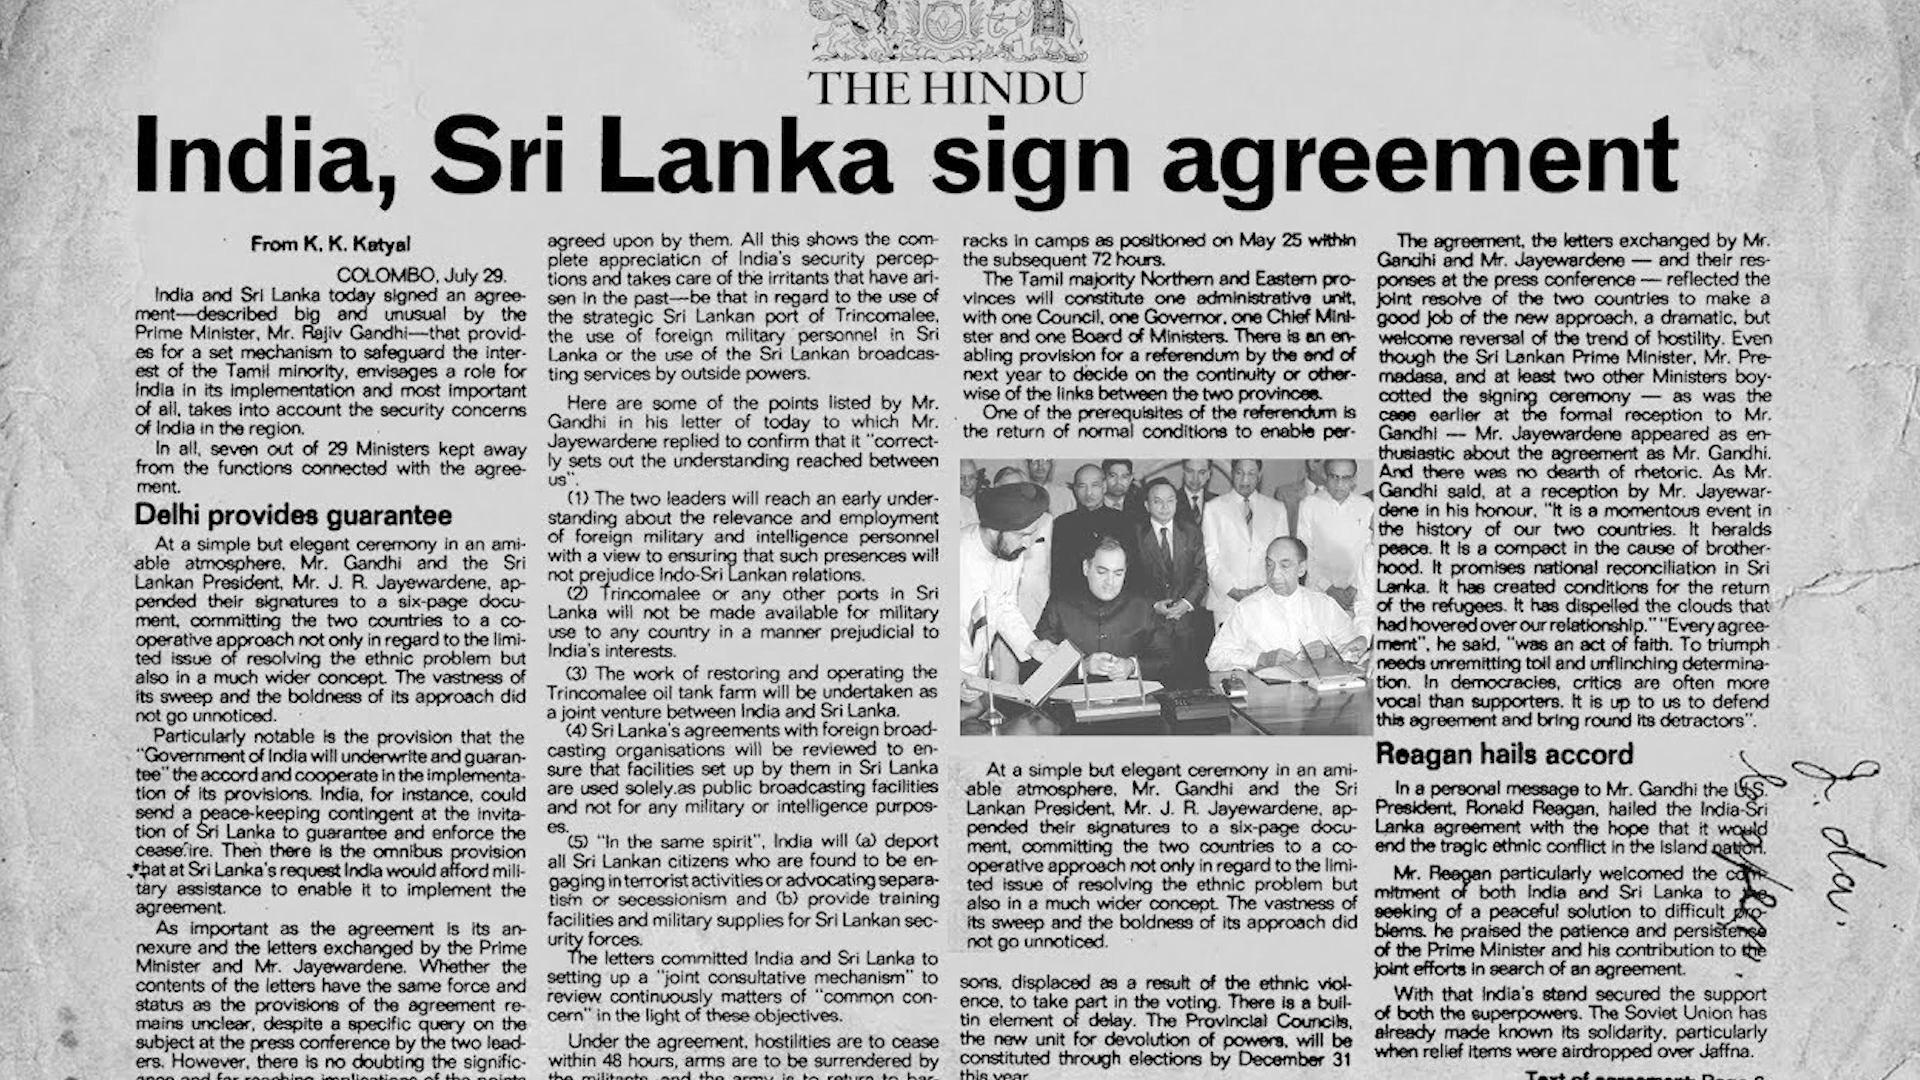 THE HINDU
India, Sri Lanka sign agreement
From K. K. Katyal
COLOMBO, July 29.
India and Sri Lanka today signed an agree-
ment—described big and unusual by the
Prime Minister, Mr. Rajiv Gandhi—that provid-
es for a set mechanism to safeguard the inter-
est of the Tamil minority, envisages a role for
India in its implementation and most important
of all, takes into account the security concerns
of India in the region.
In all, seven out of 29 Ministers kept away
from the functions connected with the agree-
ment.
Delhi provides guarantee
At a simple but elegant ceremony in an ami-
able atmosphere, Mr. Gandhi and the Sri
Lankan President, Mr. J. R. Jayewardene, ap-
pended their signatures to a six-page docu-
ment, committing the two countries to a co-
operative approach not only in regard to the limi-
ted issue of resolving the ethnic problem but
also in a much wider concept. The vastness of
its sweep and the boldness of its approach did
not go unnoticed.
Particularly notable is the provision that the
"Government of India will underwrite and guaran-
tee" the accord and cooperate in the implementa-
tion of its provisions. India, for instance, could
send a peace-keeping contingent at the invita-
tion of Sri Lanka to guarantee and enforce the
ceasefire. Then there is the omnibus provision
that at Sri Lanka's request India would afford mili-
tary assistance to enable it to implement the
agreement.
As important as the agreement is its an-
nexure and the letters exchanged by the Prime
Minister and Mr. Jayewardene. Whether the
contents of the letters have the same force and
status as the provisions of the agreement re-
mains unclear, despite a specific query on the
subject at the press conference by the two lead-
ers. However, there is no doubting the signific-
agreed upon by them. All this shows the com-
plete appreciation of India's security percep-
tions and takes care of the irritants that have ari-
sen in the past—be that in regard to the use of
the strategic Sri Lankan port of Trincomalee,
the use of foreign military personnel in Sri
Lanka or the use of the Sri Lankan broadcas-
ting services by outside powers.
Here are some of the points listed by Mr.
Gandhi in his letter of today to which Mr.
Jayewardene replied to confirm that it "correct-
ly sets out the understanding reached between
us".
(1) The two leaders will reach an early under-
standing about the relevance and employment
of foreign military and intelligence personnel
with a view to ensuring that such presences will
not prejudice Indo-Sri Lankan relations.
(2) Trincomalee or any other ports in Sri
Lanka will not be made available for military
use to any country in a manner prejudicial to
India's interests.
(3) The work of restoring and operating the
Trincomalee oil tank farm will be undertaken as
a joint venture between India and Sri Lanka.
(4) Sri Lanka's agreements with foreign broad-
casting organisations will be reviewed to en-
sure that facilities set up by them in Sri Lanka
are used solely.as public broadcasting facilities
and not for any military or intelligence purpos-
es.
(5) "In the same spirit", India will (a) deport
all Sri Lankan citizens who are found to be en-
gaging in terrorist activities or advocating separa-
tism or secessionism and (b) provide training
facilities and military supplies for Sri Lankan sec-
urity forces.
The letters committed India and Sri Lanka to
setting up a "joint consultative mechanism" to
review continuously matters of "common con-
cern" in the light of these objectives.
Under the agreement, hostilities are to cease
within 48 hours, arms are to be surrendered by
the militants, and the army is to return to bar-
racks in camps as positioned on May 25 within
the subsequent 72 hours.
The Tamil majority Northern and Eastern pro-
vinces will constitute one administrative unit,
with one Council, one Governor, one Chief Mini-
ster and one Board of Ministers. There is an en-
abling provision for a referendum by the end of
next year to decide on the continuity or other-
wise of the links between the two provinces.
One of the prerequisites of the referendum is
the return of normal conditions to enable per-
At a simple but elegant ceremony in an ami-
able atmosphere, Mr. Gandhi and the Sri
Lankan President, Mr. J. R. Jayewardene, ap-
pended their signatures to a six-page docu-
ment, committing the two countries to a co-
operative approach not only in regard to the limi-
ted issue of resolving the ethnic problem but
also in a much wider concept. The vastness of
its sweep and the boldness of its approach did
not go unnoticed.
sons, displaced as a result of the ethnic viol-
ence, to take part in the voting. There is a buil-
tin element of delay. The Provincial Councils,
the new unit for devolution of powers, will be
constituted through elections by December 31
this year
The agreement, the letters exchanged by Mr.
Gandhi and Mr. Jayewardene — and their res-
ponses at the press conference — reflected the
joint resolve of the two countries to make a
good job of the new approach, a dramatic, but
welcome reversal of the trend of hostility. Even
though the Sri Lankan Prime Minister, Mr. Pre-
madasa, and at least two other Ministers boy-
cotted the signing ceremony — as was the
case earlier at the formal reception to Mr.
Gandhi — Mr. Jayewardene appeared as en-
thusiastic about the agreement as Mr. Gandhi.
And there was no dearth of rhetoric. As Mr.
Gandhi said, at a reception by Mr. Jayewar-
dene in his honour, "It is a momentous event in
the history of our two countries. It heralds
peace. It is a compact in the cause of brother-
hood. It promises national reconciliation in Sri
Lanka. It has created conditions for the return
of the refugees. It has dispelled the clouds that
had hovered over our relationship." "Every agree-
ment", he said, "was an act of faith. To triumph
needs unremitting toil and unflinching determina-
tion. In democracies, critics are often more
vocal than supporters. It is up to us to defend
this agreement and bring round its detractors".
Reagan hails accord
In a personal message to Mr. Gandhi the U.S.
President, Ronald Reagan, hailed the India-Sri
Lanka agreement with the hope that it would
end the tragic ethnic conflict in the island nation.
Mr. Reagan particularly welcomed the com-
mitment of both India and Sri Lanka to the
seeking of a peaceful solution to difficult pro-
blems. he praised the patience and persistence
of the Prime Minister and his contribution to the
joint efforts in search of an agreement.
With that India's stand secured the support
of both the superpowers. The Soviet Union has
already made known its solidarity, particularly
when relief items were airdropped over Jaffna.